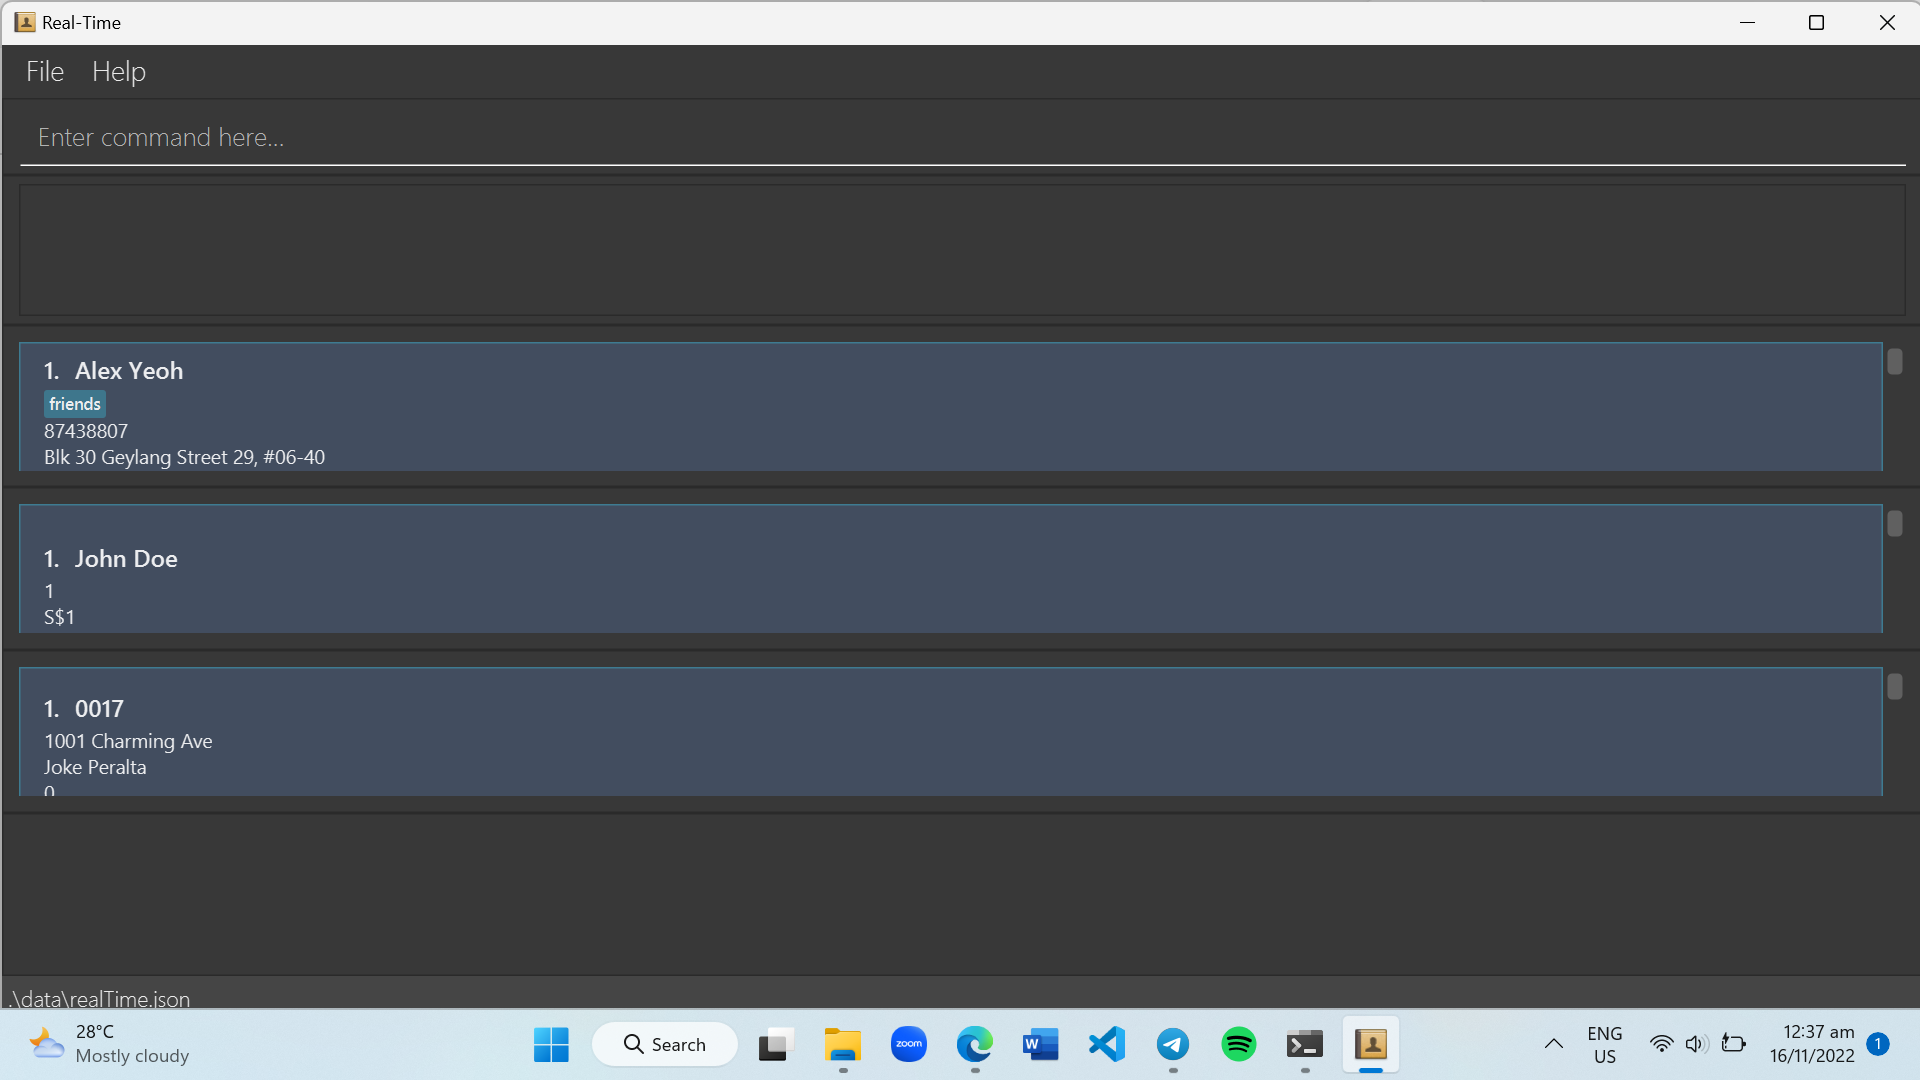 Real-Time
File Help
Enter command here...
1. Alex Yeoh
friends
87438807
Blk 30 Geylang Street 29, #06-40
1. John Doe
1
S$1
1. 0017
1001 Charming Ave
Joke Peralta
0
.\data\realTime.json
28°C
Mostly cloudy
Search
zoom
W
ENG
US
12:37 am
16/11/2022
1